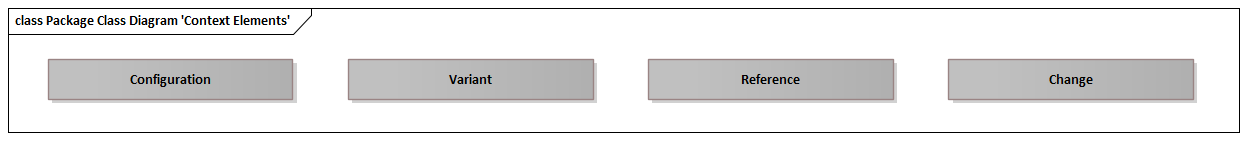 class Package Class Diagram 'Context Elements'
Configuration
Variant
Reference
Change